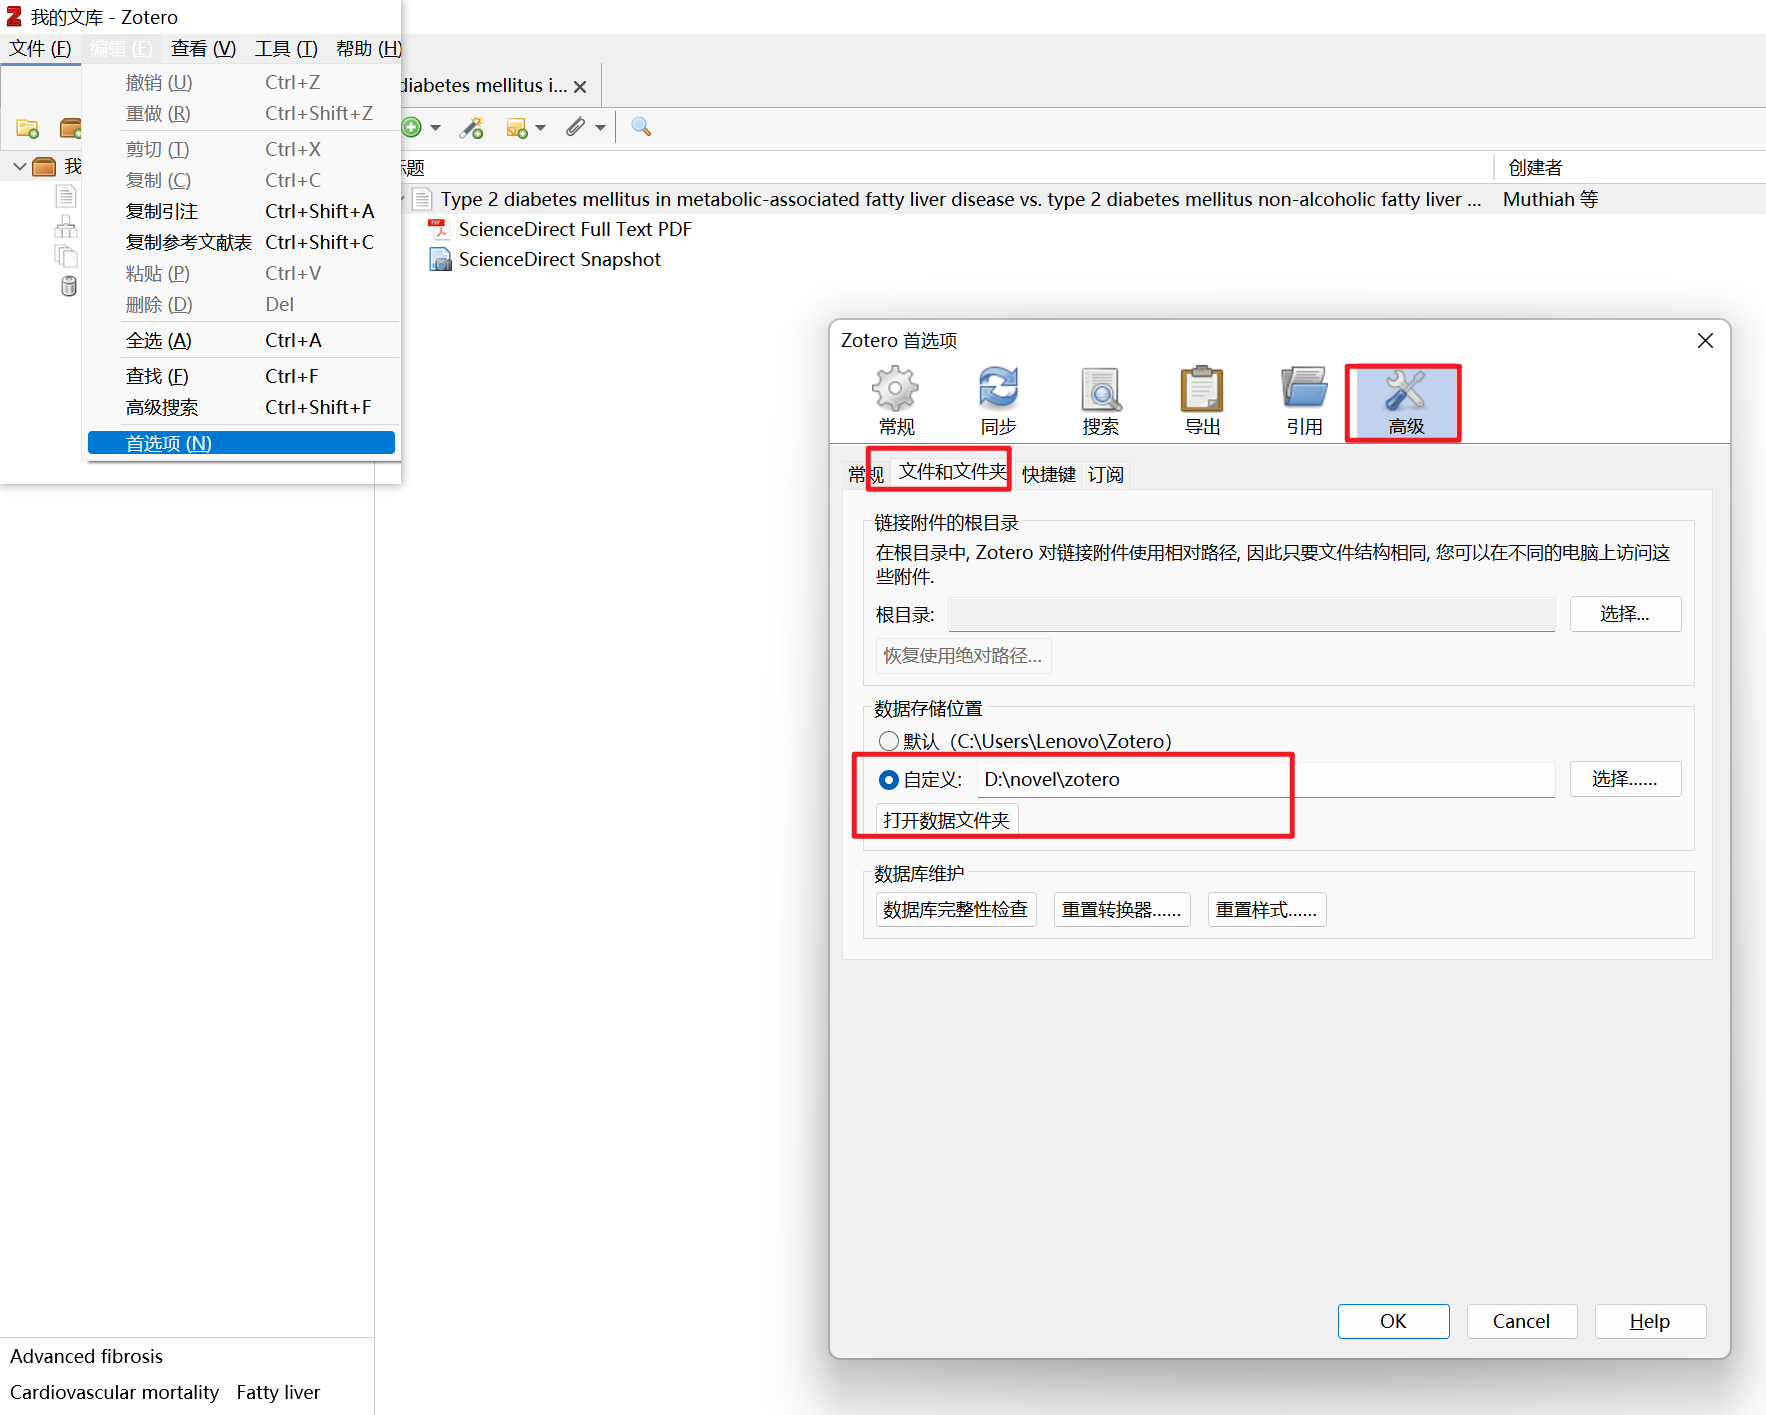 我的文库 - Zotero
文件 (F) 编辑 (E) 查看 (V) 工具 (T) 帮助 (H)
撤销 (U) Ctrl+Z
重做 (R) Ctrl+Shift+Z
剪切 (T) Ctrl+X
复制 (C) Ctrl+C
复制引注 Ctrl+Shift+A
复制参考文献表 Ctrl+Shift+C
粘贴 (P) Ctrl+V
删除 (D) Del
全选 (A) Ctrl+A
查找 (F) Ctrl+F
高级搜索 Ctrl+Shift+F
首选项 (N)
diabetes mellitus i...
我
标题 创建者
Type 2 diabetes mellitus in metabolic-associated fatty liver disease vs. type 2 diabetes mellitus non-alcoholic fatty liver ... Muthiah 等
ScienceDirect Full Text PDF
ScienceDirect Snapshot
Zotero 首选项
常规 同步 搜索 导出 引用 高级
常规 文件和文件夹 快捷键 订阅
链接附件的根目录
在根目录中, Zotero 对链接附件使用相对路径, 因此只要文件结构相同, 您可以在不同的电脑上访问这
些附件.
根目录: 选择...
恢复使用绝对路径...
数据存储位置
默认（C:\Users\Lenovo\Zotero）
自定义: D:\novel\zotero 选择......
打开数据文件夹
数据库维护
数据库完整性检查 重置转换器...... 重置样式......
OK Cancel Help
Advanced fibrosis
Cardiovascular mortality Fatty liver